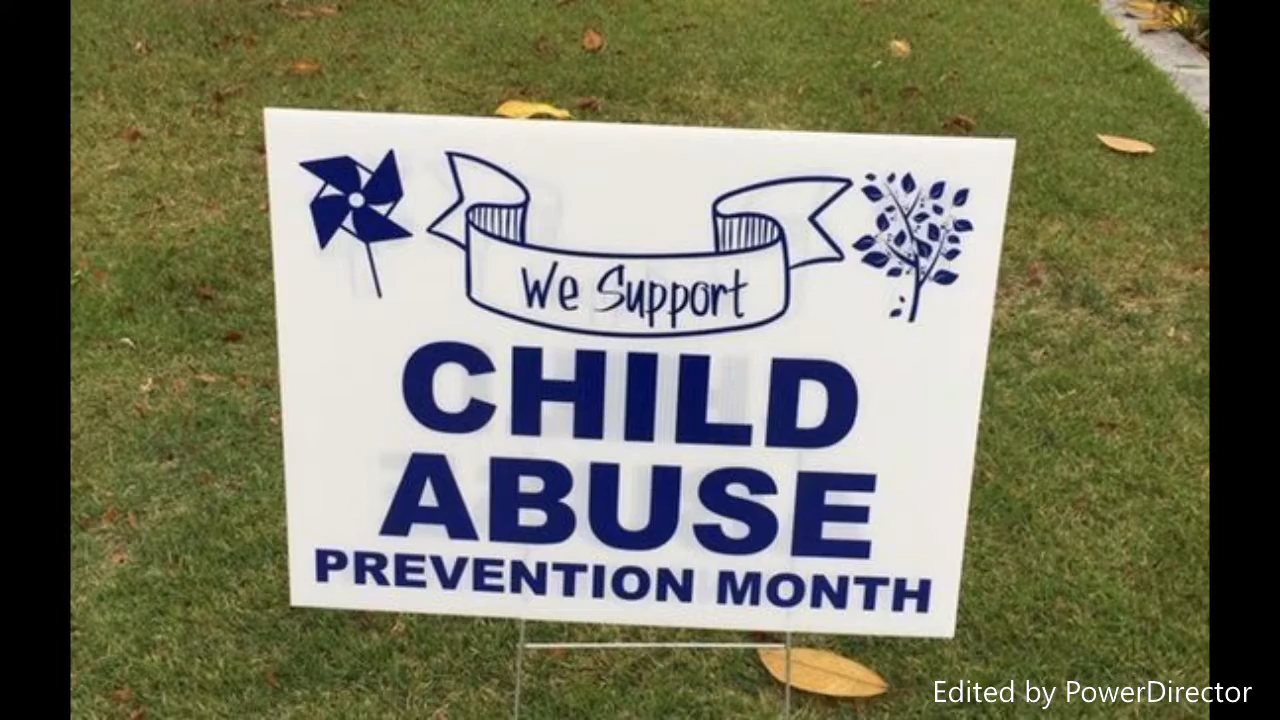 We Support
CHILD
ABUSE
PREVENTION MONTH
Edited by PowerDirector